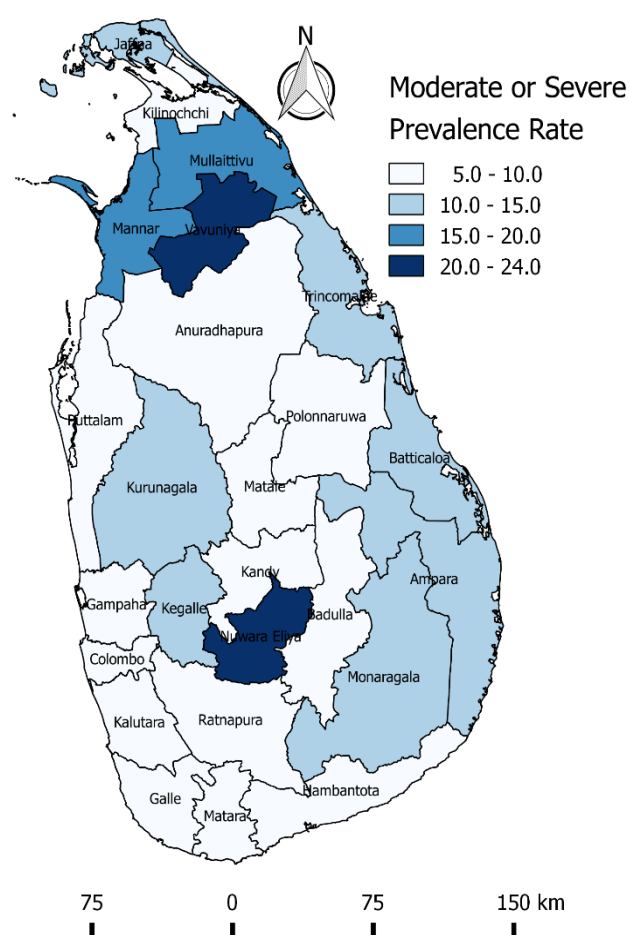 Jaffna
N
Moderate or Severe
Prevalence Rate
Kilinochchi
5.0 - 10.0
10.0 - 15.0
15.0 - 20.0
20.0 - 24.0
Mullaittivu
Mannar
Vavuniya
Trincomalee
Anuradhapura
Puttalam
Polonnaruwa
Batticaloa
Kurunagala
Matale
Kandy
Ampara
Gampaha
Kegalle
Badulla
Nuwara Eliya
Colombo
Monaragala
Kalutara
Ratnapura
Hambantota
Galle
Matara
75 0 75 150 km